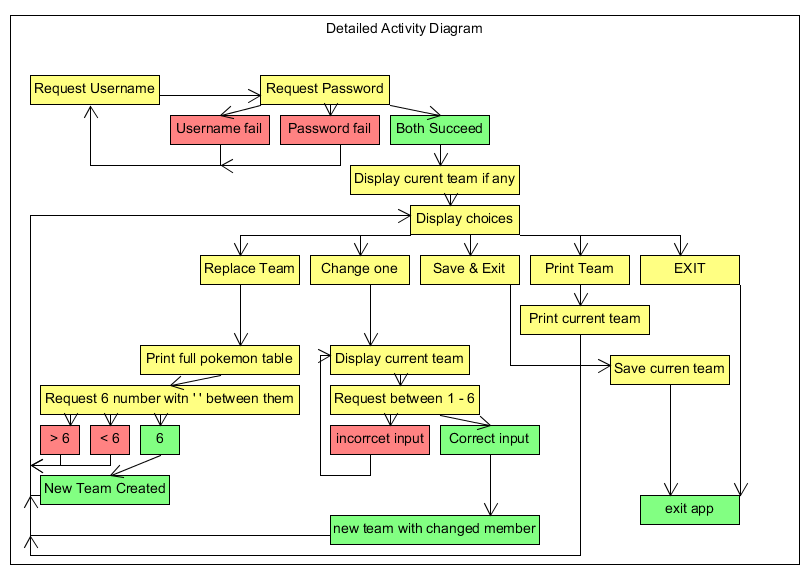 Detailed Activity Diagram
Request Username
Request Password
Username fail
Password fail
Both Succeed
Display curent team if any
Display choices
Replace Team
Change one
Save & Exit
Print Team
EXIT
Print current team
Print full pokemon table
Display current team
Save curren team
Request 6 number witn ' ' between them
Request between 1 - 6
> 6
< 6
6
incorrcet input
Correct input
New Team Created
exit app
new team with changed member